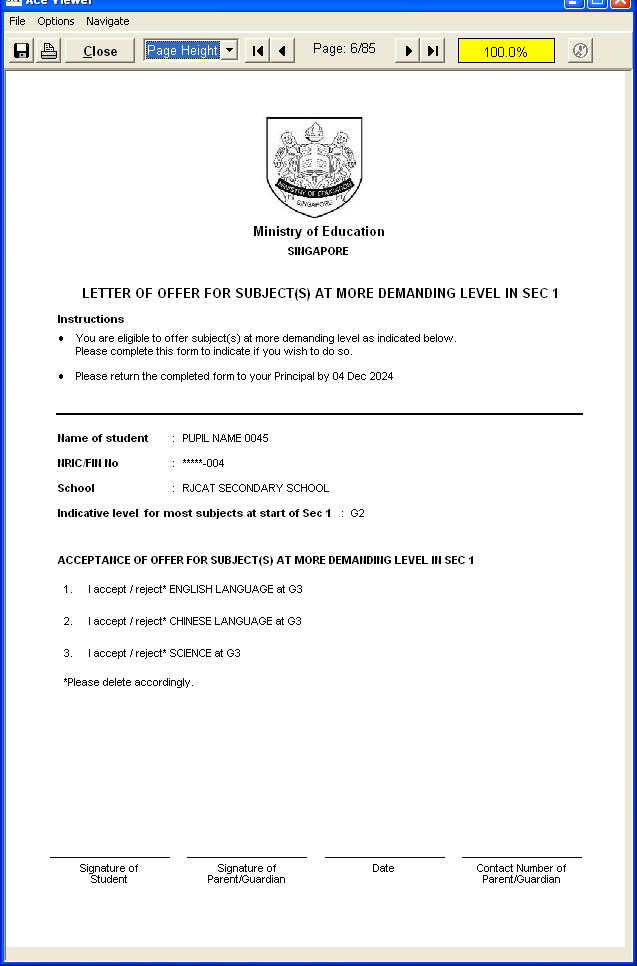 Ace Viewer
File Options Navigate
Close Page Height Page: 6/85 100.0%
MINISTRY OF EDUCATION
SINGAPORE
Ministry of Education
SINGAPORE
LETTER OF OFFER FOR SUBJECT(S) AT MORE DEMANDING LEVEL IN SEC 1
Instructions
• You are eligible to offer subject(s) at more demanding level as indicated below.
Please complete this form to indicate if you wish to do so.
• Please return the completed form to your Principal by 04 Dec 2024
Name of student : PUPIL NAME 0045
NRIC/FIN No : *****-004
School : RJCAT SECONDARY SCHOOL
Indicative level for most subjects at start of Sec 1 : G2
ACCEPTANCE OF OFFER FOR SUBJECT(S) AT MORE DEMANDING LEVEL IN SEC 1
1. I accept / reject* ENGLISH LANGUAGE at G3
2. I accept / reject* CHINESE LANGUAGE at G3
3. I accept / reject* SCIENCE at G3
*Please delete accordingly.
Signature of Signature of Date Contact Number of
Student Parent/Guardian Parent/Guardian